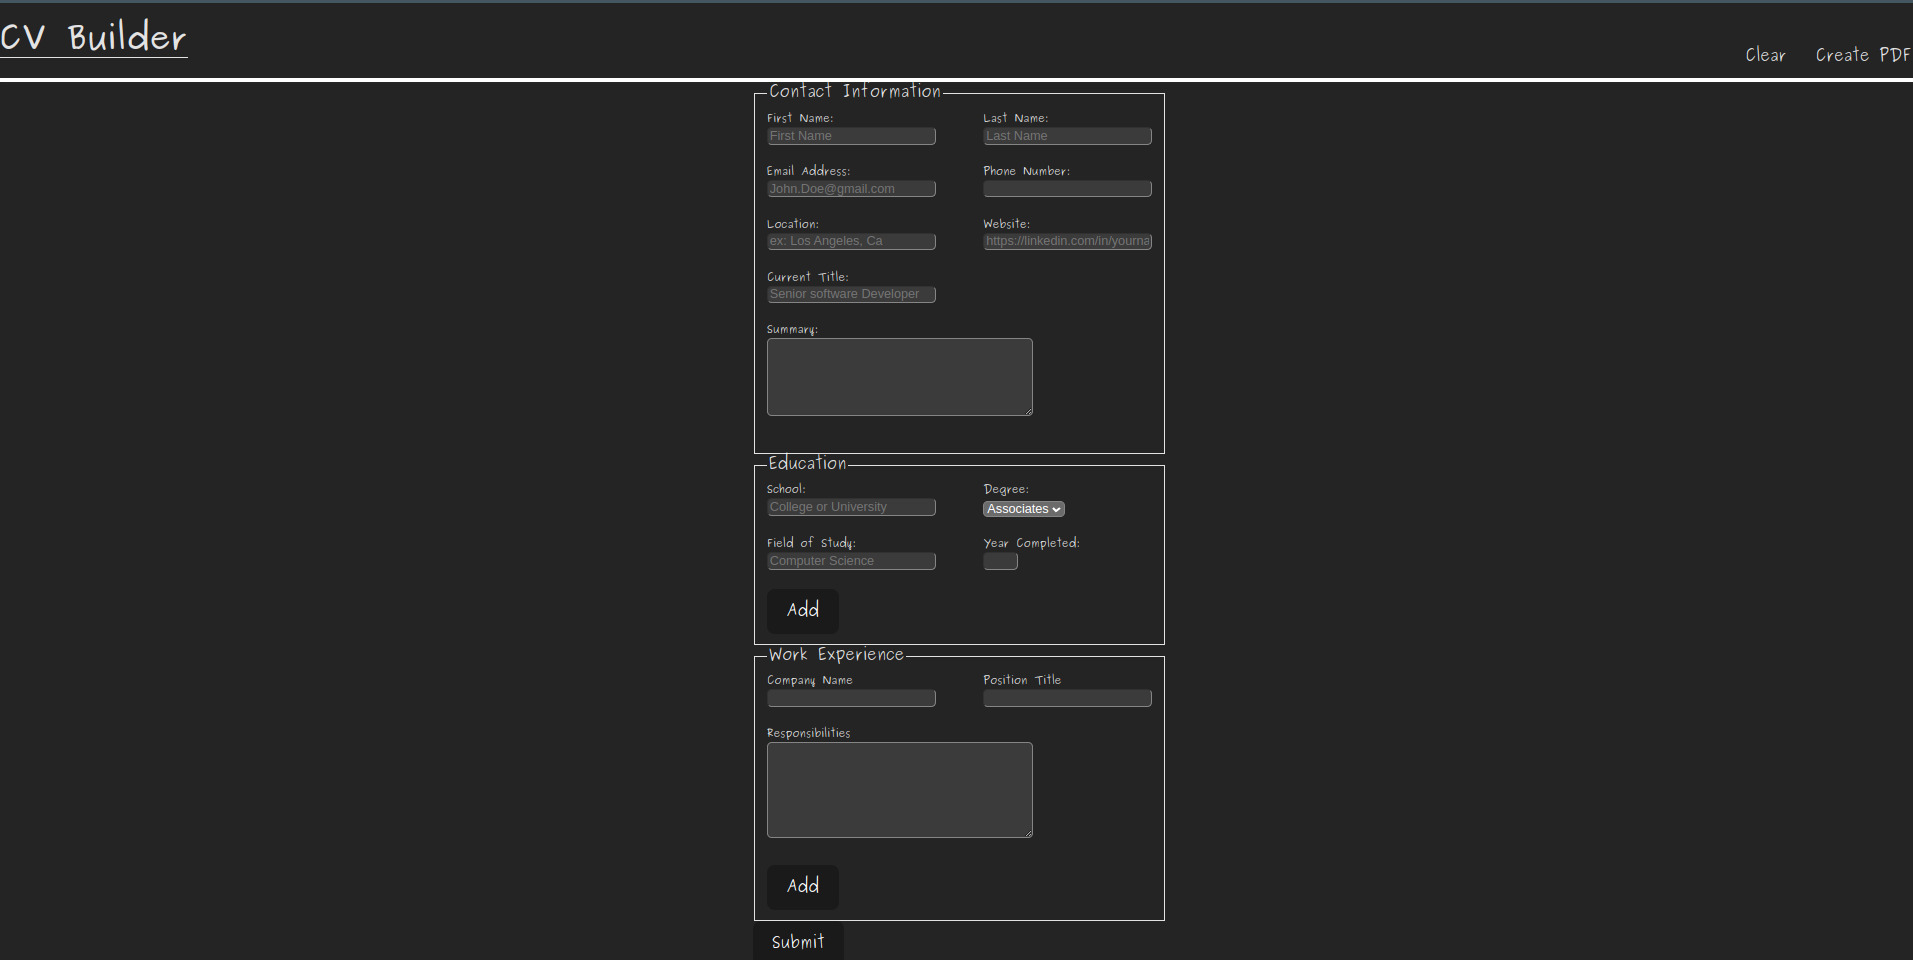 CV Builder
Clear Create PDF
Contact Information
First Name: Last Name:
First Name Last Name
Email Address: Phone Number:
John.Doe@gmail.com
Location: Website:
ex: Los Angeles, Ca https://linkedin.com/in/yourna
Current Title:
Senior software Developer
Summary:
Education
School: Degree:
College or University Associates
Field of Study: Year Completed:
Computer Science
Add
Work Experience
Company Name Position Title
Responsibilities
Add
Submit